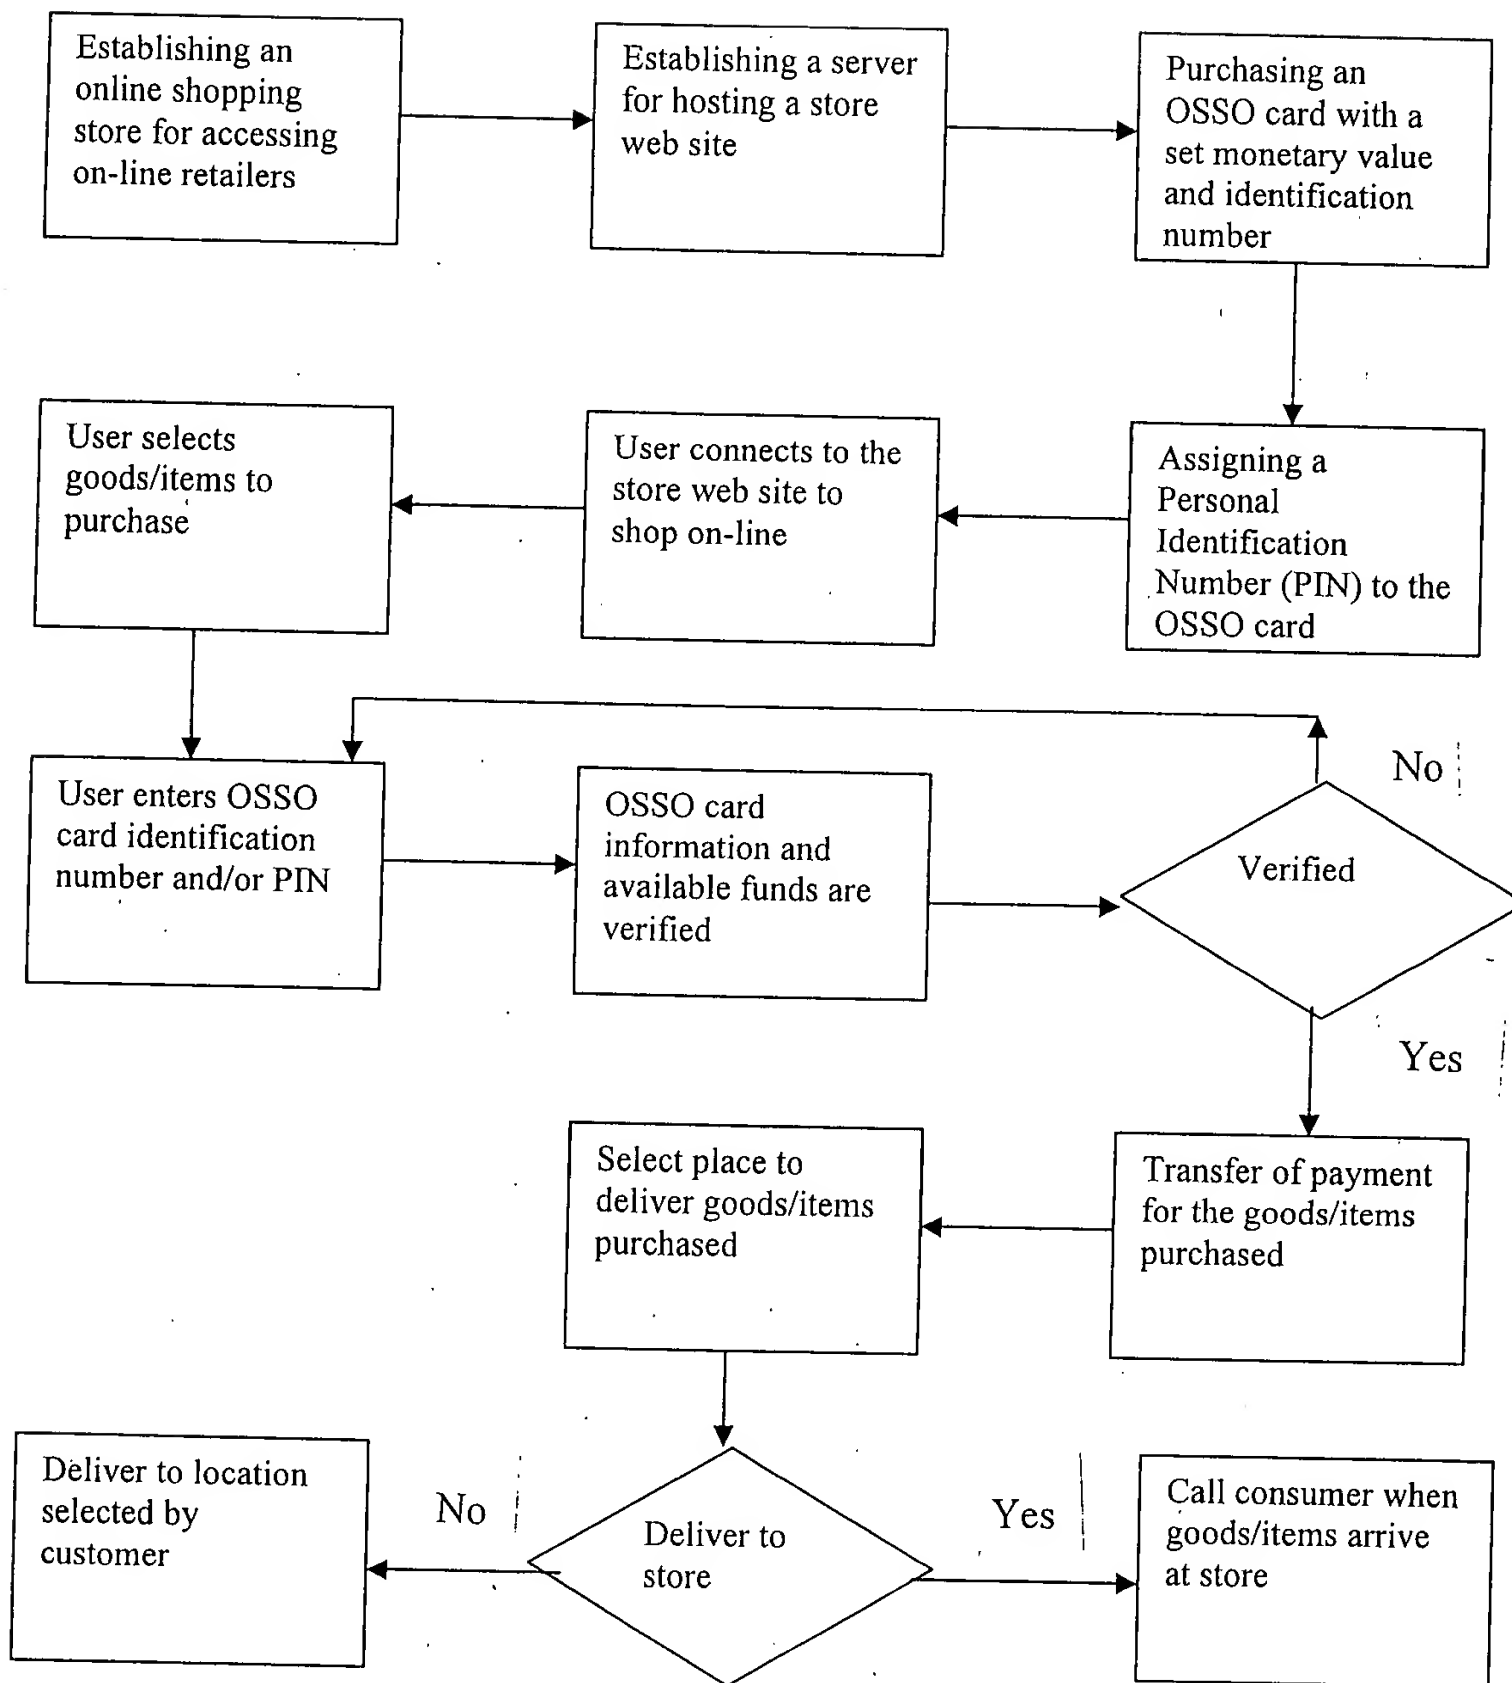 Establishing an
online shopping
store for accessing
on-line retailers
Establishing a server
for hosting a store
web site
Purchasing an
OSSO card with a
set monetary value
and identification
number
Assigning a
Personal
Identification
Number (PIN) to the
OSSO card
User connects to the
store web site to
shop on-line
User selects
goods/items to
purchase
User enters OSSO
card identification
number and/or PIN
OSSO card
information and
available funds are
verified
Verified
No
Yes
Transfer of payment
for the goods/items
purchased
Select place to
deliver goods/items
purchased
Deliver to
store
No
Deliver to location
selected by
customer
Yes
Call consumer when
goods/items arrive
at store